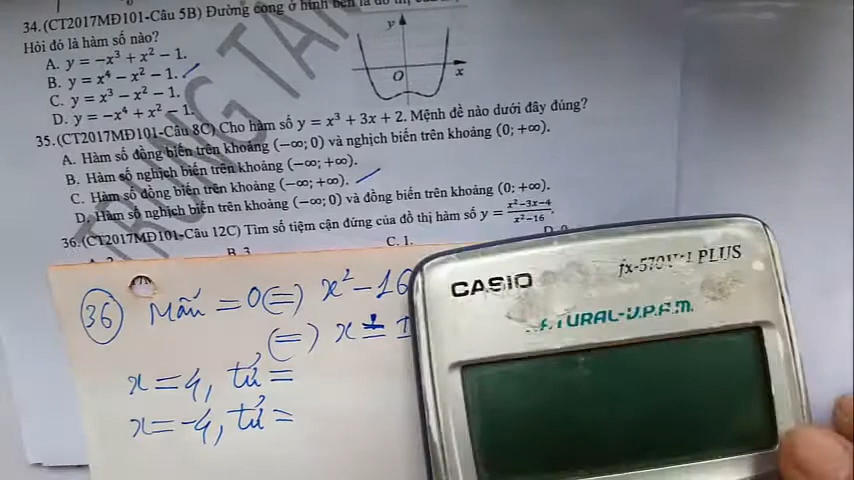 34.(CT2017MĐ101-Câu 5B) Đường cong ở hình bên là đồ thị của
Hỏi đó là hàm số nào?
A. y = −x³ + x² − 1.
B. y = x⁴ − x² − 1.
C. y = x³ − x² − 1.
D. y = −x⁴ + x² − 1.
y
O
x
35.(CT2017MĐ101-Câu 8C) Cho hàm số y = x³ + 3x + 2. Mệnh đề nào dưới đây đúng?
A. Hàm số đồng biến trên khoảng (−∞; 0) và nghịch biến trên khoảng (0; +∞).
B. Hàm số nghịch biến trên khoảng (−∞; +∞).
C. Hàm số đồng biến trên khoảng (−∞; +∞).
D. Hàm số nghịch biến trên khoảng (−∞; 0) và đồng biến trên khoảng (0; +∞).
36.(CT2017MĐ101-Câu 12C) Tìm số tiệm cận đứng của đồ thị hàm số y = (x²−3x−4)/(x²−16).
B. 3 C. 1. D. 0
TRUNG
36 Mẫu = 0 (=) x² − 16
(=) x = ±
x = 4, tử =
x = −4, tử =
CASIO
fx-570 PLUS
NATURAL-V.P.A.M.